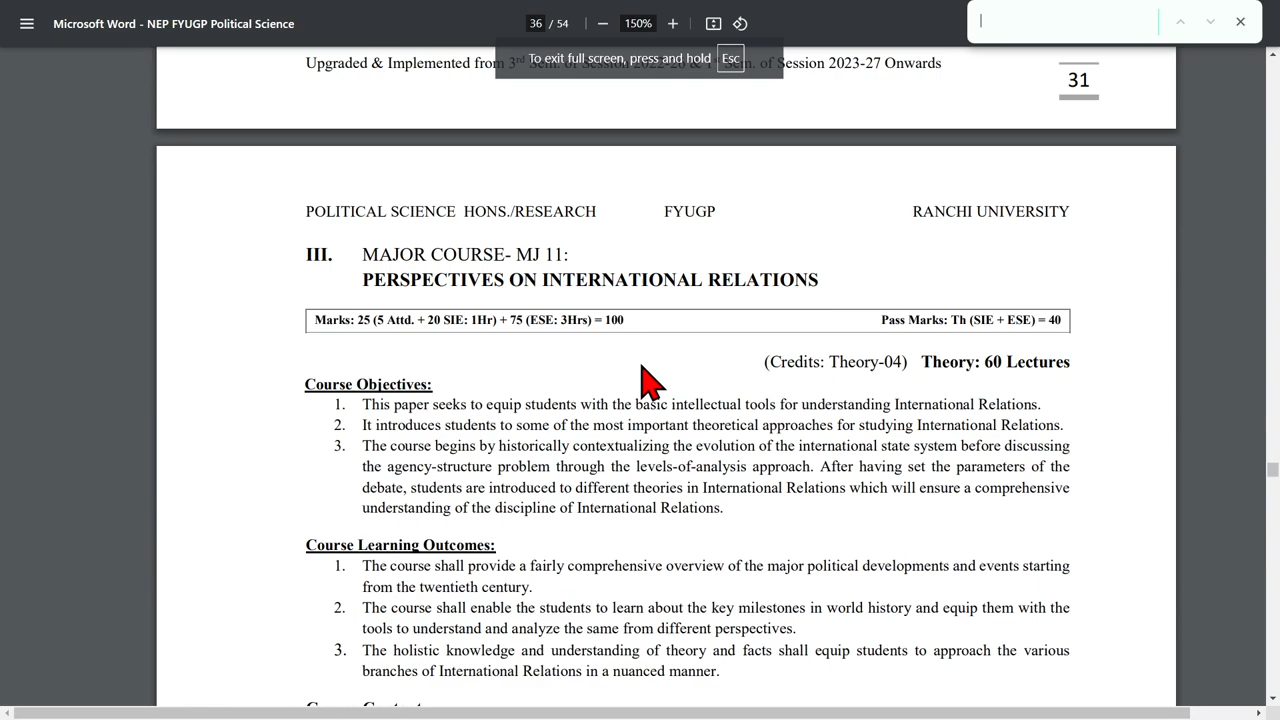 Microsoft Word - NEP FYUGP Political Science
36 / 54
150%
To exit full screen, press and hold Esc
Upgraded & Implemented from 3rd Sem. of Session 2022-26 & Sem. of Session 2023-27 Onwards
31
POLITICAL SCIENCE HONS./RESEARCH FYUGP RANCHI UNIVERSITY
III. MAJOR COURSE- MJ 11:
PERSPECTIVES ON INTERNATIONAL RELATIONS
Marks: 25 (5 Attd. + 20 SIE: 1Hr) + 75 (ESE: 3Hrs) = 100 Pass Marks: Th (SIE + ESE) = 40
(Credits: Theory-04) Theory: 60 Lectures
Course Objectives:
1. This paper seeks to equip students with the basic intellectual tools for understanding International Relations.
2. It introduces students to some of the most important theoretical approaches for studying International Relations.
3. The course begins by historically contextualizing the evolution of the international state system before discussing
the agency-structure problem through the levels-of-analysis approach. After having set the parameters of the
debate, students are introduced to different theories in International Relations which will ensure a comprehensive
understanding of the discipline of International Relations.
Course Learning Outcomes:
1. The course shall provide a fairly comprehensive overview of the major political developments and events starting
from the twentieth century.
2. The course shall enable the students to learn about the key milestones in world history and equip them with the
tools to understand and analyze the same from different perspectives.
3. The holistic knowledge and understanding of theory and facts shall equip students to approach the various
branches of International Relations in a nuanced manner.